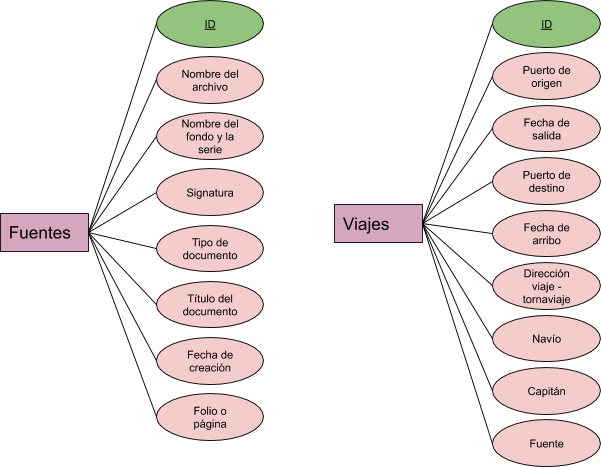 Fuentes
ID
Nombre del
archivo
Nombre del
fondo y la
serie
Signatura
Tipo de
documento
Título del
documento
Fecha de
creación
Folio o
página
Viajes
ID
Puerto de
origen
Fecha de
salida
Puerto de
destino
Fecha de
arribo
Dirección
viaje -
tornaviaje
Navío
Capitán
Fuente